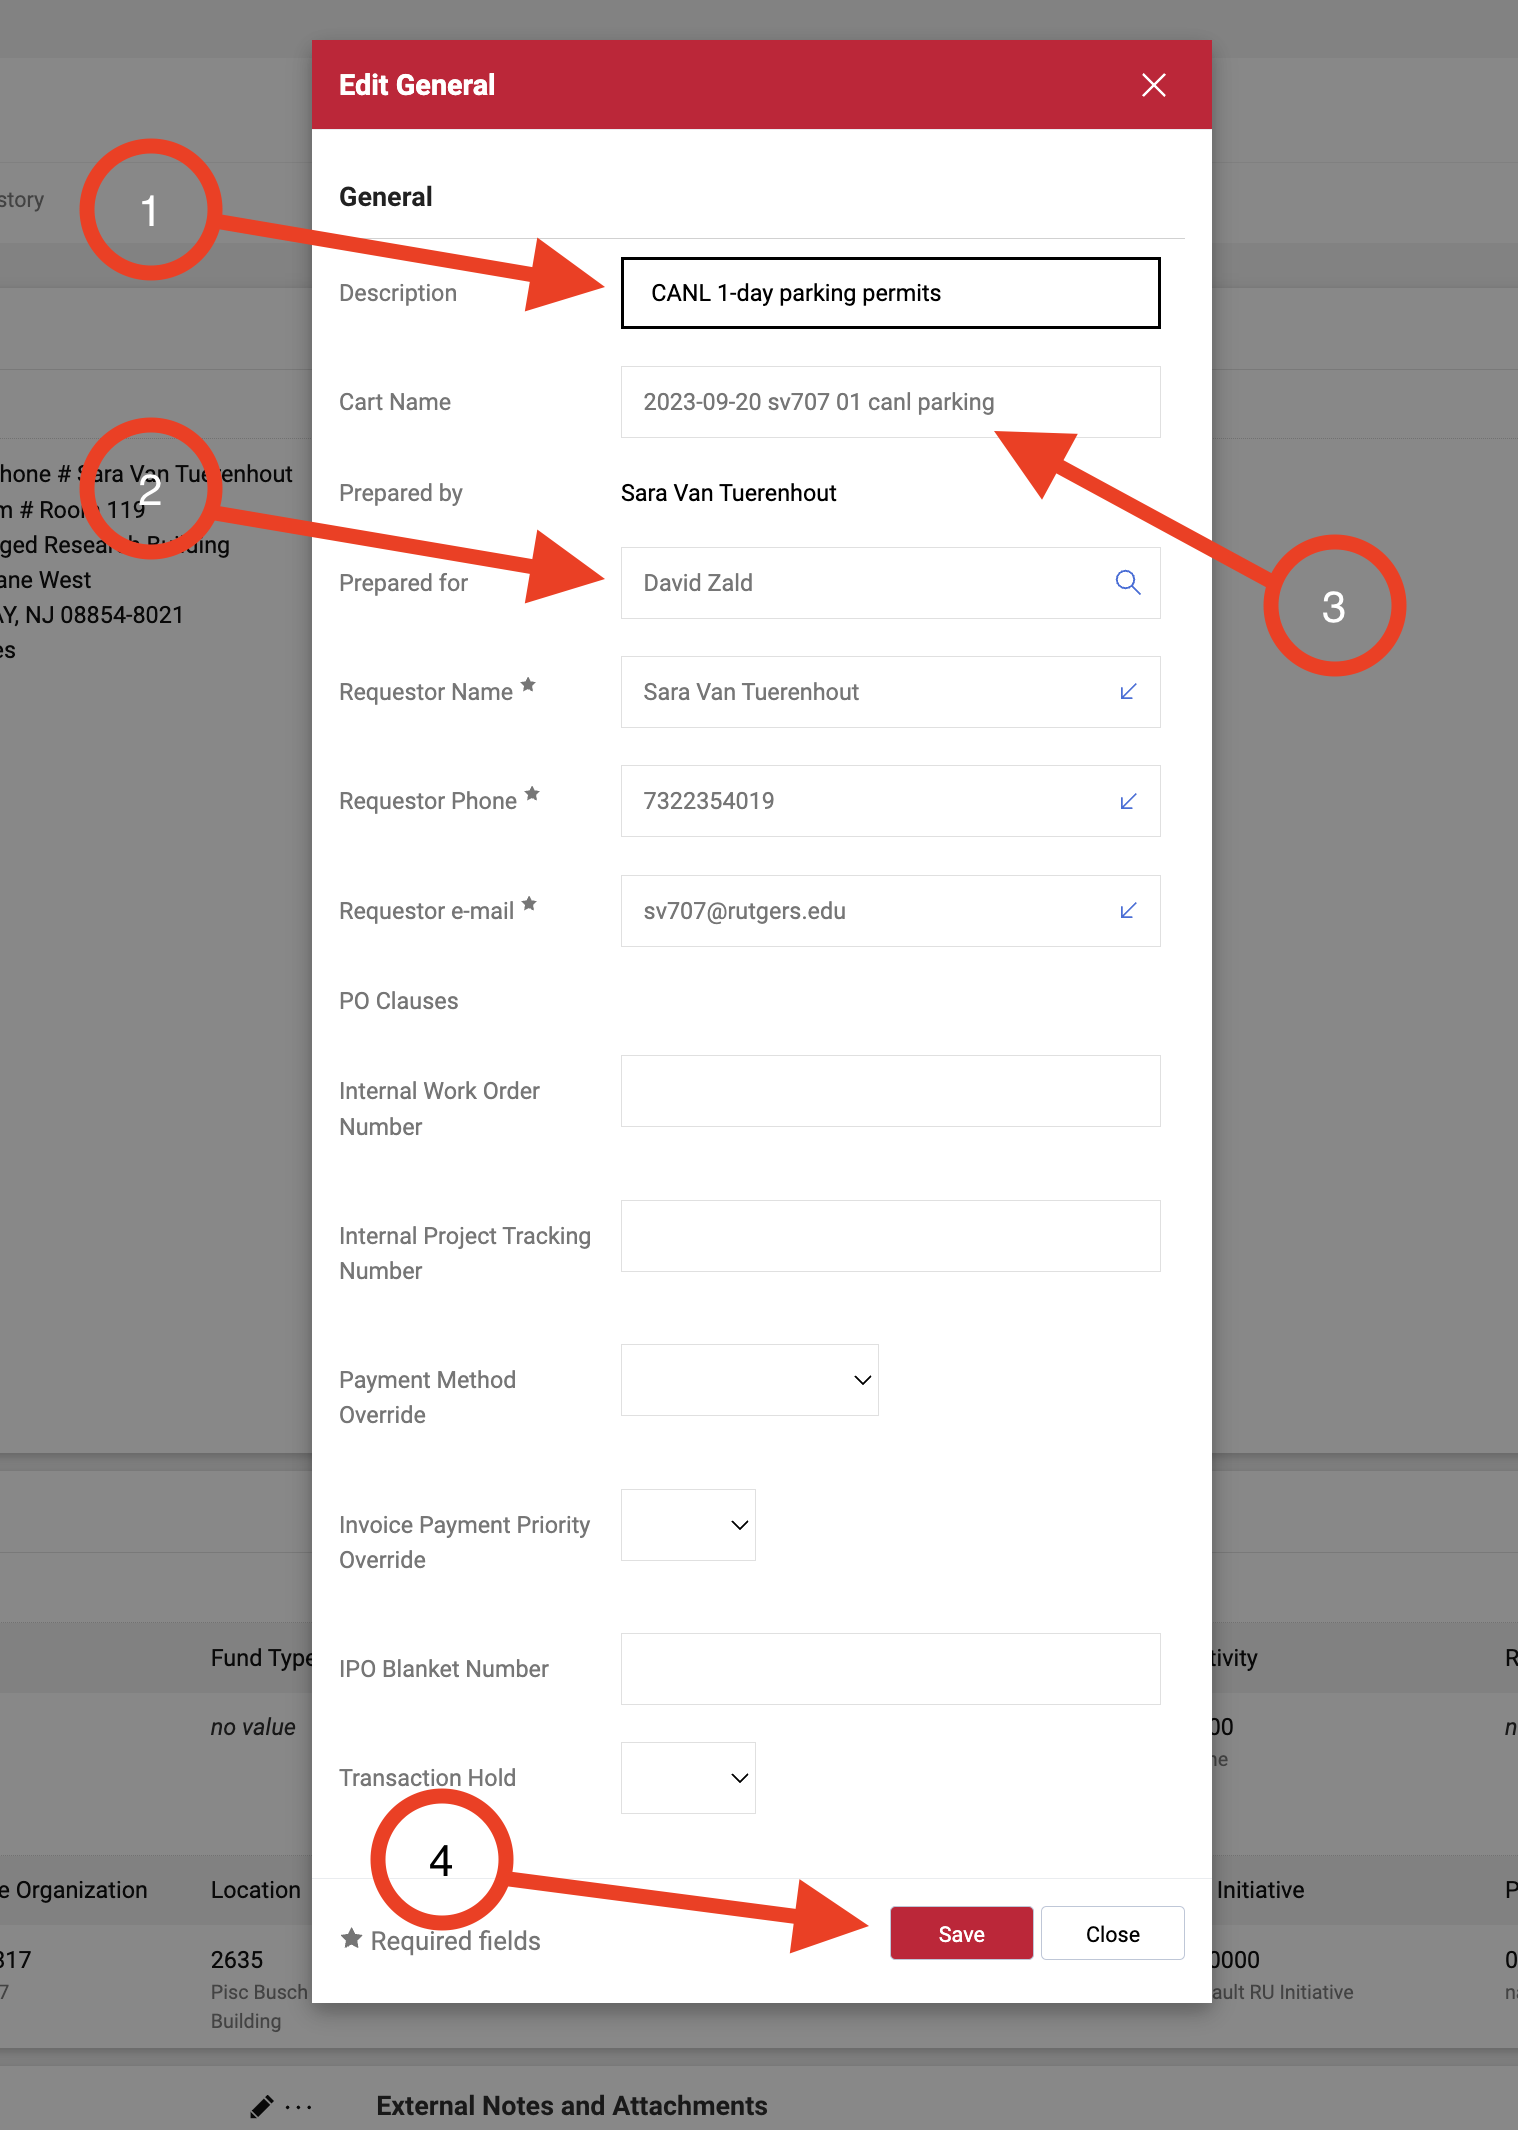 Edit General
General
story
1
Description
CANL 1-day parking permits
Cart Name
2023-09-20 sv707 01 canl parking
hone # Sara Van Tuerenhout
2
m # Room 119
ged Research Building
ane West
AY, NJ 08854-8021
es
Prepared by
Sara Van Tuerenhout
Prepared for
David Zald
3
Requestor Name ★
Sara Van Tuerenhout
Requestor Phone ★
7322354019
Requestor e-mail ★
sv707@rutgers.edu
PO Clauses
Internal Work Order
Number
Internal Project Tracking
Number
Payment Method
Override
Invoice Payment Priority
Override
Fund Type
tivity
R
IPO Blanket Number
no value
00
n
ne
Transaction Hold
4
e Organization
Location
Initiative
P
★ Required fields
Save
Close
317
2635
0000
0
7
Pisc Busch
Building
ault RU Initiative
na
External Notes and Attachments